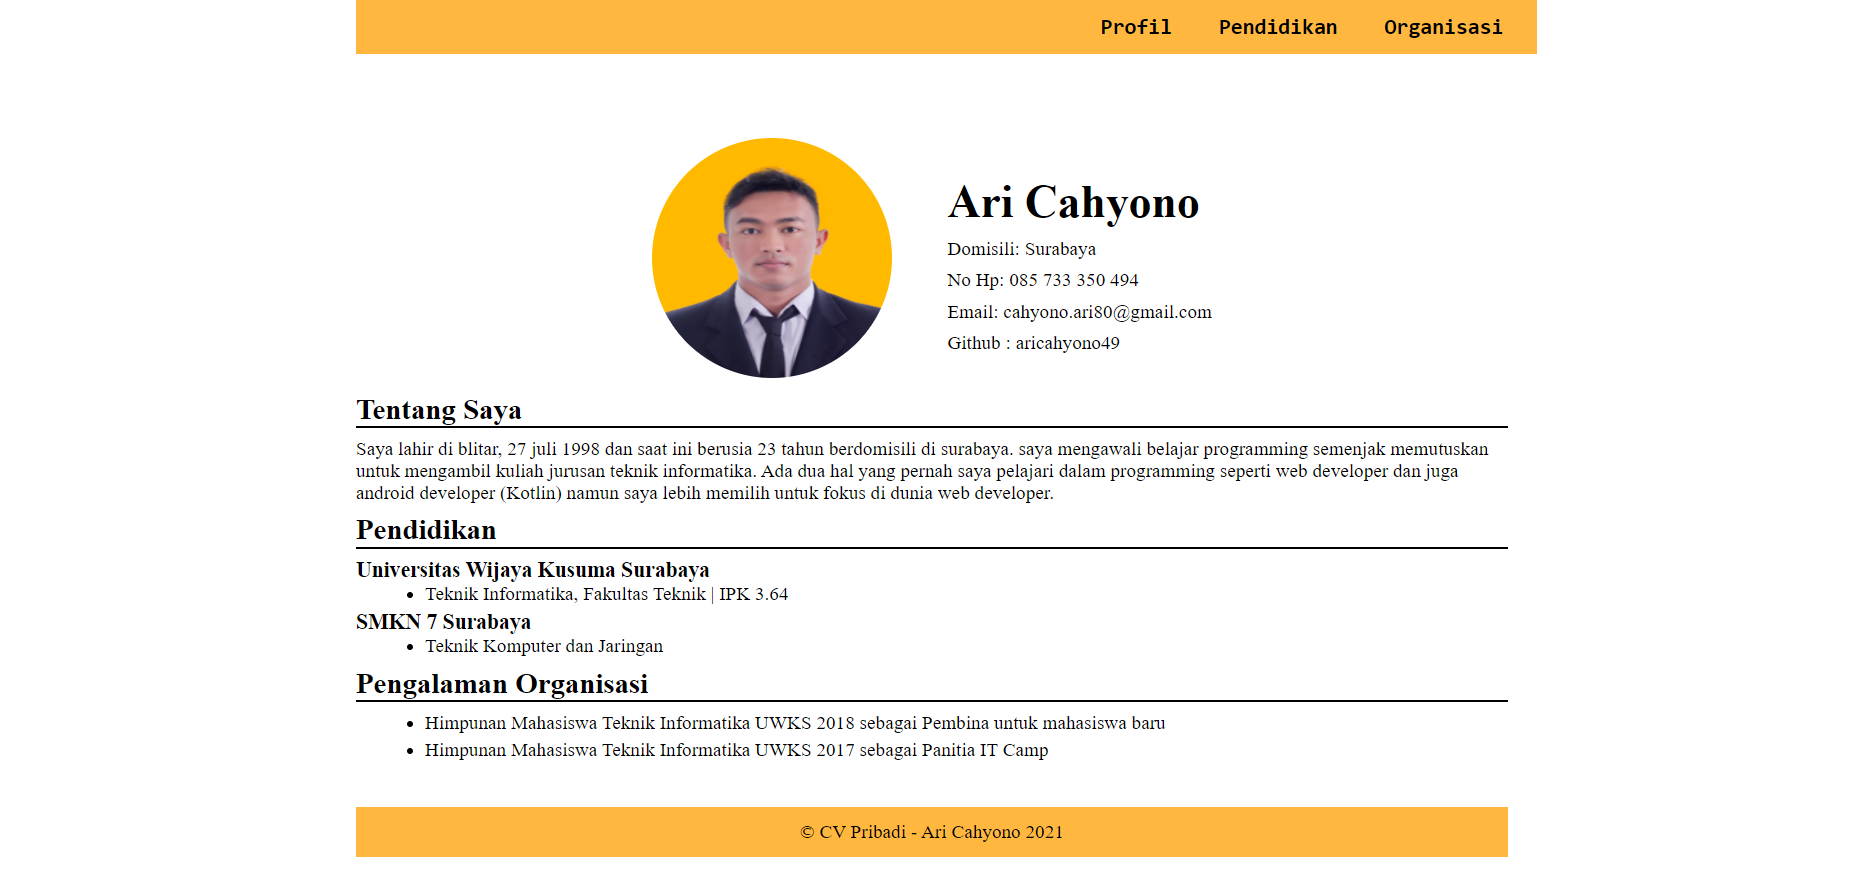 Profil Pendidikan Organisasi
Ari Cahyono
Domisili: Surabaya
No Hp: 085 733 350 494
Email: cahyono.ari80@gmail.com
Github : aricahyono49
Tentang Saya
Saya lahir di blitar, 27 juli 1998 dan saat ini berusia 23 tahun berdomisili di surabaya. saya mengawali belajar programming semenjak memutuskan
untuk mengambil kuliah jurusan teknik informatika. Ada dua hal yang pernah saya pelajari dalam programming seperti web developer dan juga
android developer (Kotlin) namun saya lebih memilih untuk fokus di dunia web developer.
Pendidikan
Universitas Wijaya Kusuma Surabaya
• Teknik Informatika, Fakultas Teknik | IPK 3.64
SMKN 7 Surabaya
• Teknik Komputer dan Jaringan
Pengalaman Organisasi
• Himpunan Mahasiswa Teknik Informatika UWKS 2018 sebagai Pembina untuk mahasiswa baru
• Himpunan Mahasiswa Teknik Informatika UWKS 2017 sebagai Panitia IT Camp
© CV Pribadi - Ari Cahyono 2021